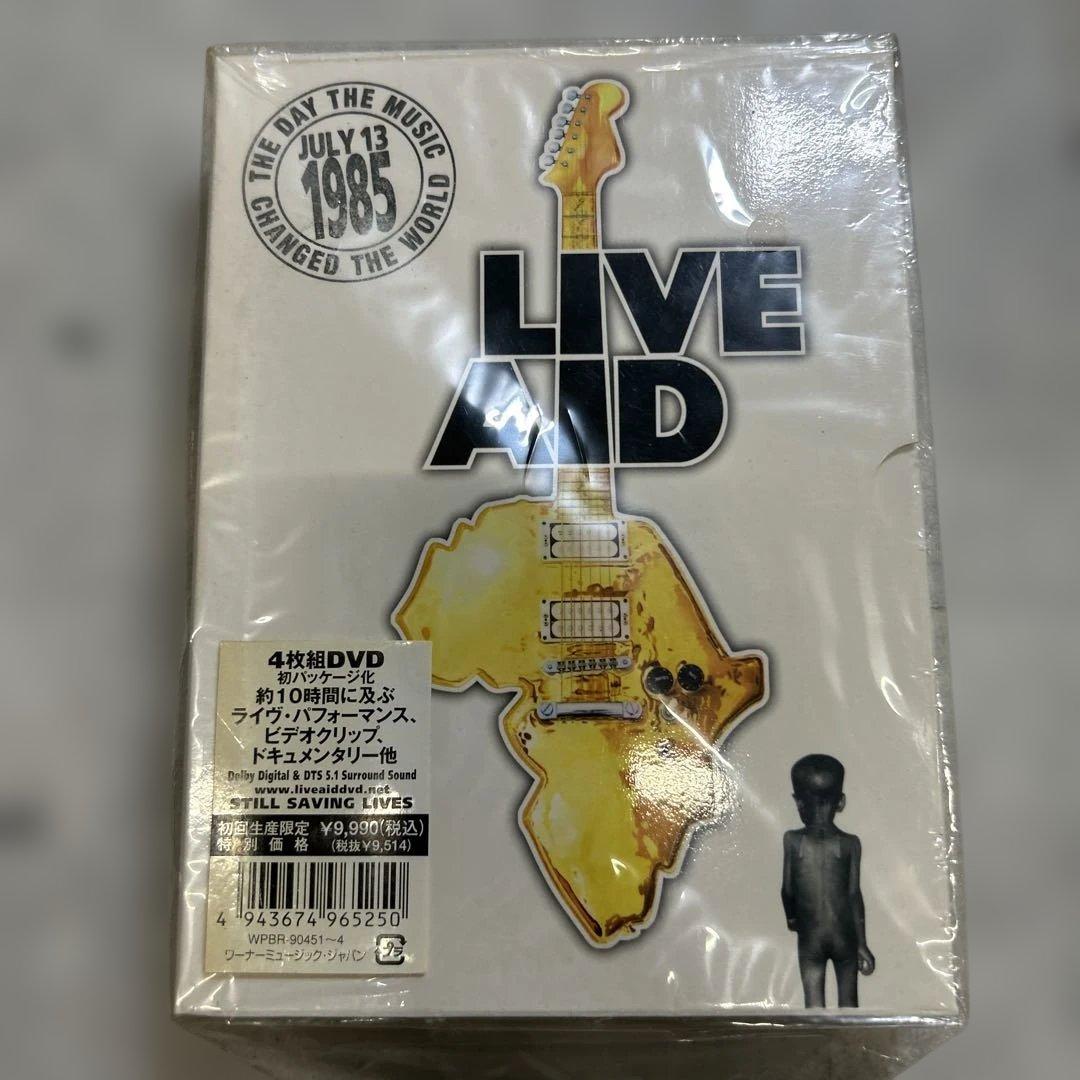 THE DAY THE MUSIC
CHANGED THE WORLD
JULY 13
1985
LIVE
AID
4枚組DVD
初パッケージ化
約10時間に及ぶ
ライヴ・パフォーマンス、
ビデオクリップ、
ドキュメンタリー他
Dolby Digital & DTS 5.1 Surround Sound
www.liveaiddvd.net
STILL SAVING LIVES
初回生産限定 ¥9,990(税込)
特別価格 (税抜¥9,514)
4 943674 965250
WPBR-90451~4
ワーナーミュージック・ジャパン プラ